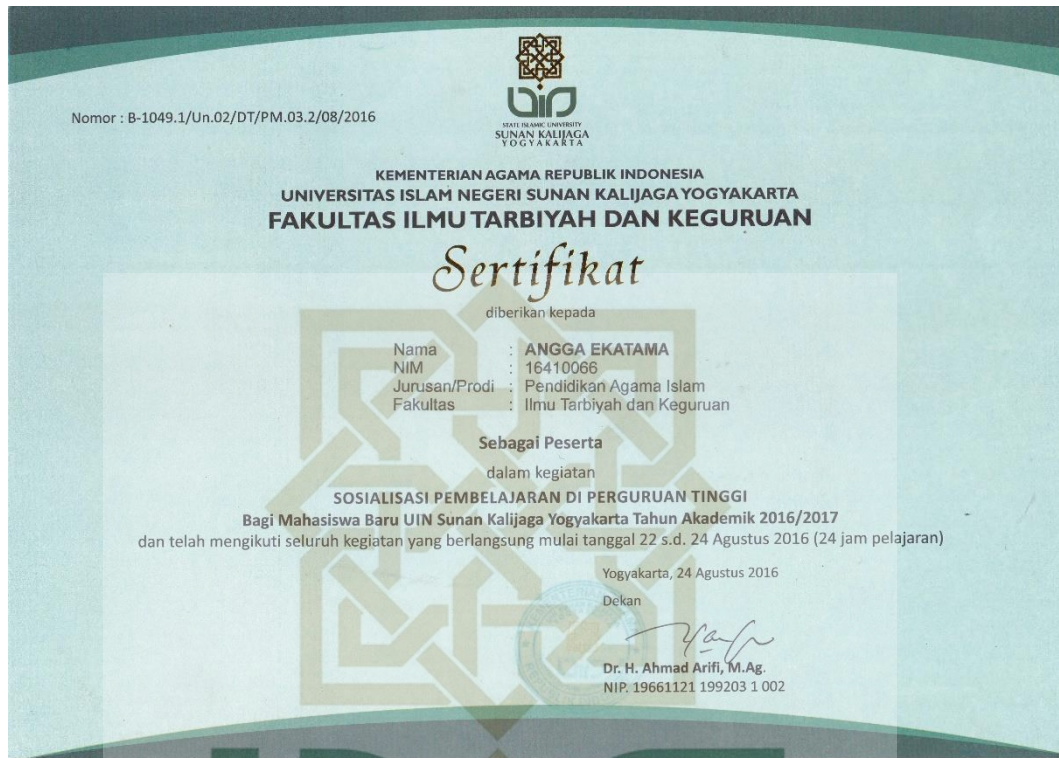 STATE ISLAMIC UNIVERSITY
SUNAN KALIJAGA
YOGYAKARTA
Nomor : B-1049.1/Un.02/DT/PM.03.2/08/2016
KEMENTERIAN AGAMA REPUBLIK INDONESIA
UNIVERSITAS ISLAM NEGERI SUNAN KALIJAGA YOGYAKARTA
FAKULTAS ILMU TARBIYAH DAN KEGURUAN
Sertifikat
diberikan kepada
Nama : ANGGA EKATAMA
NIM : 16410066
Jurusan/Prodi : Pendidikan Agama Islam
Fakultas : Ilmu Tarbiyah dan Keguruan
Sebagai Peserta
dalam kegiatan
SOSIALISASI PEMBELAJARAN DI PERGURUAN TINGGI
Bagi Mahasiswa Baru UIN Sunan Kalijaga Yogyakarta Tahun Akademik 2016/2017
dan telah mengikuti seluruh kegiatan yang berlangsung mulai tanggal 22 s.d. 24 Agustus 2016 (24 jam pelajaran)
Yogyakarta, 24 Agustus 2016
Dekan
Dr. H. Ahmad Arifi, M.Ag.
NIP. 19661121 199203 1 002